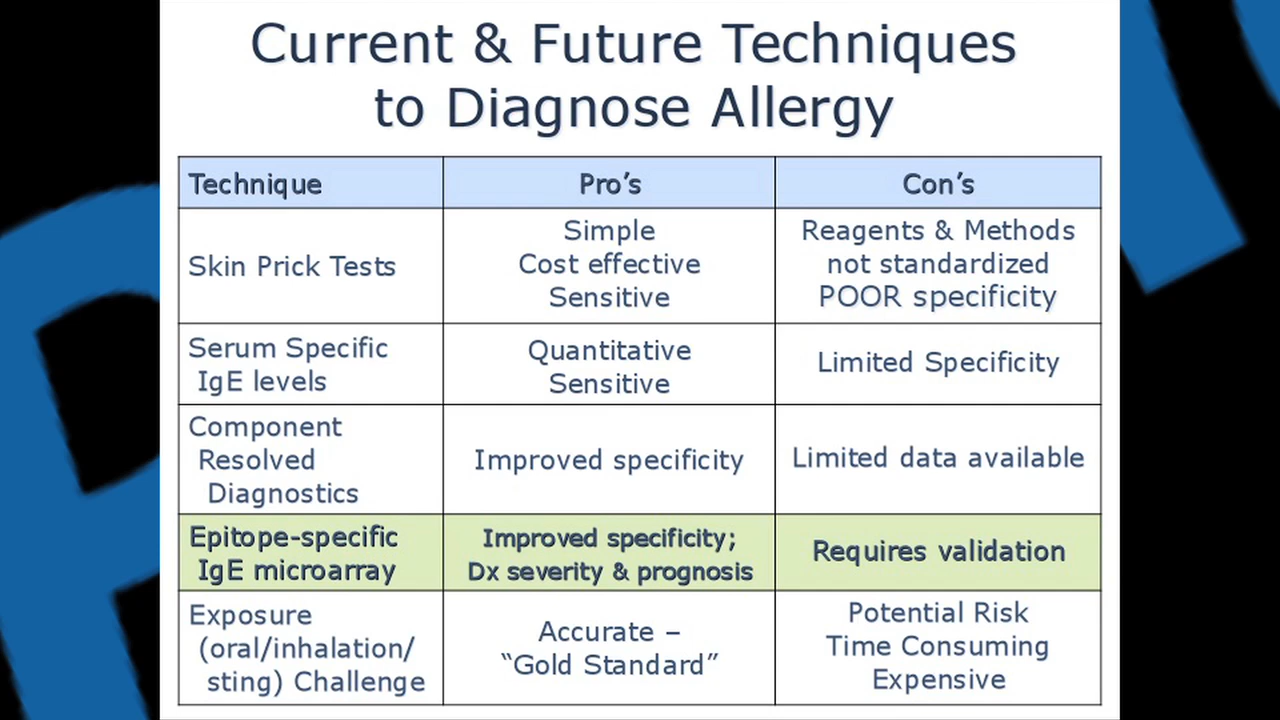 Current & Future Techniques
to Diagnose Allergy
Technique
Pro’s
Con’s
Skin Prick Tests
Simple
Cost effective
Sensitive
Reagents & Methods
not standardized
POOR specificity
Serum Specific
IgE levels
Quantitative
Sensitive
Limited Specificity
Component
Resolved
Diagnostics
Improved specificity
Limited data available
Epitope-specific
IgE microarray
Improved specificity;
Dx severity & prognosis
Requires validation
Exposure
(oral/inhalation/
sting) Challenge
Accurate –
“Gold Standard”
Potential Risk
Time Consuming
Expensive